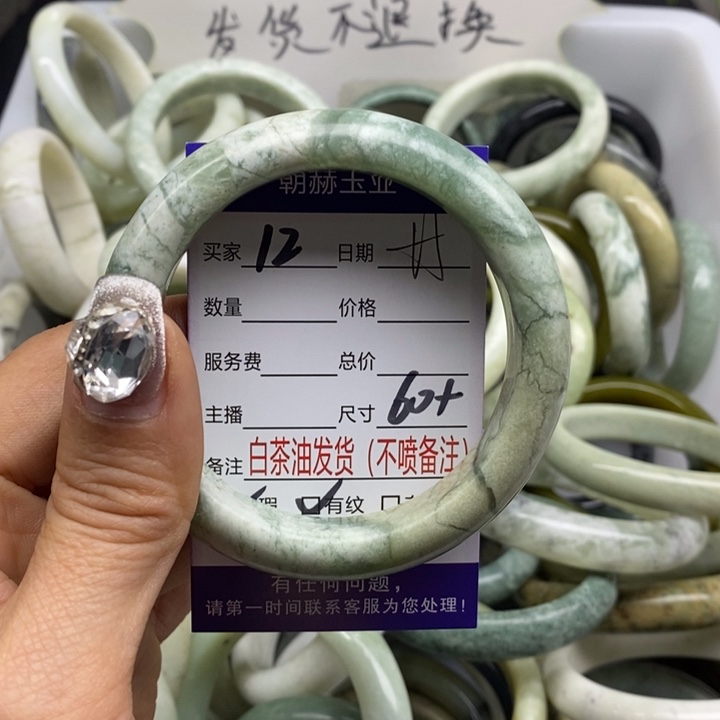 发货不退换
朝赫玉业
买家 12 日期
数量 价格
服务费 总价
主播 尺寸 60+
备注 白茶油发货（不喷备注）
瑕 ☑有纹 □
有任何问题，
请第一时间联系客服为您处理！